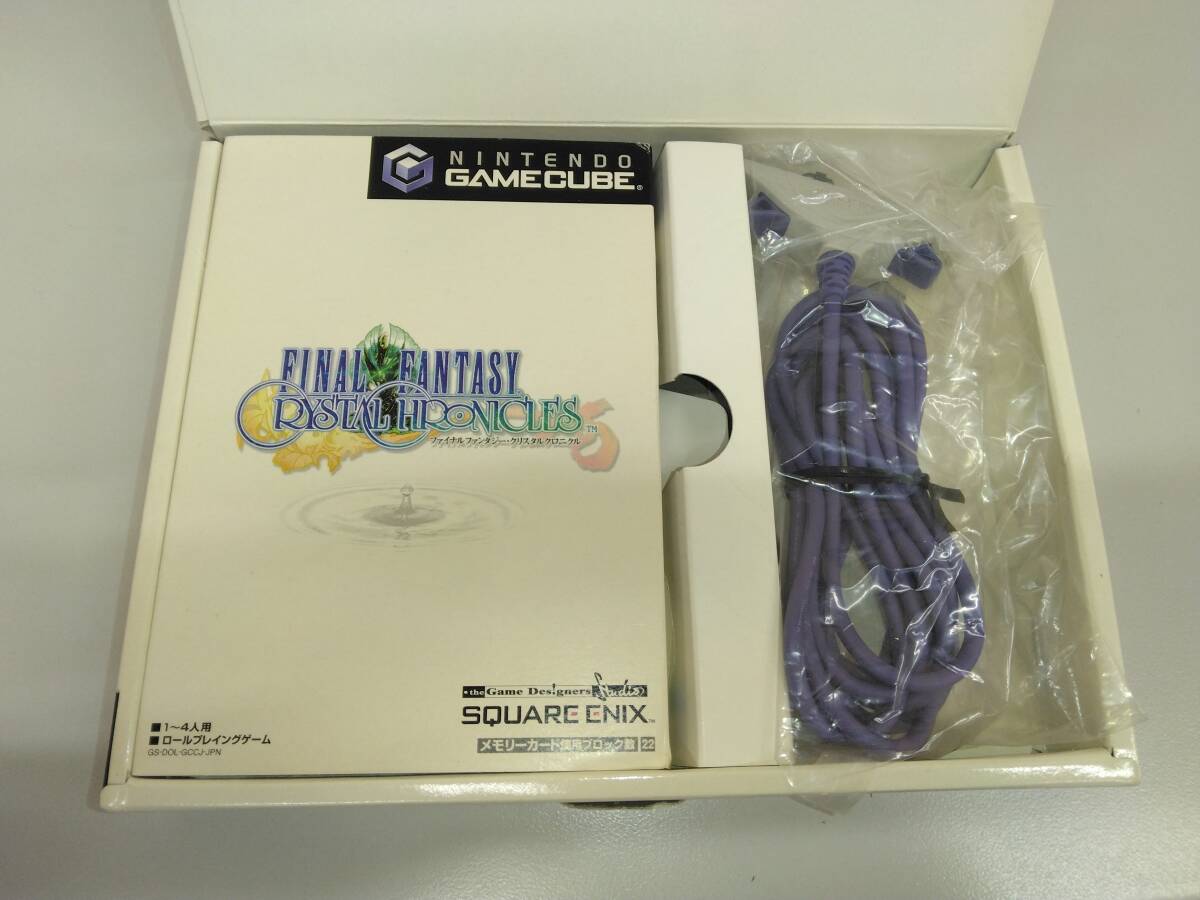 NINTENDO
GAMECUBE®
FINAL FANTASY
CRYSTAL CHRONICLES™
ファイナルファンタジー・クリスタルクロニクル
the Game Designers Studio
SQUARE ENIX™
■1〜4人用
■ロールプレイングゲーム
GS-DOL-GCCJ-JPN
メモリーカード使用ブロック数 22